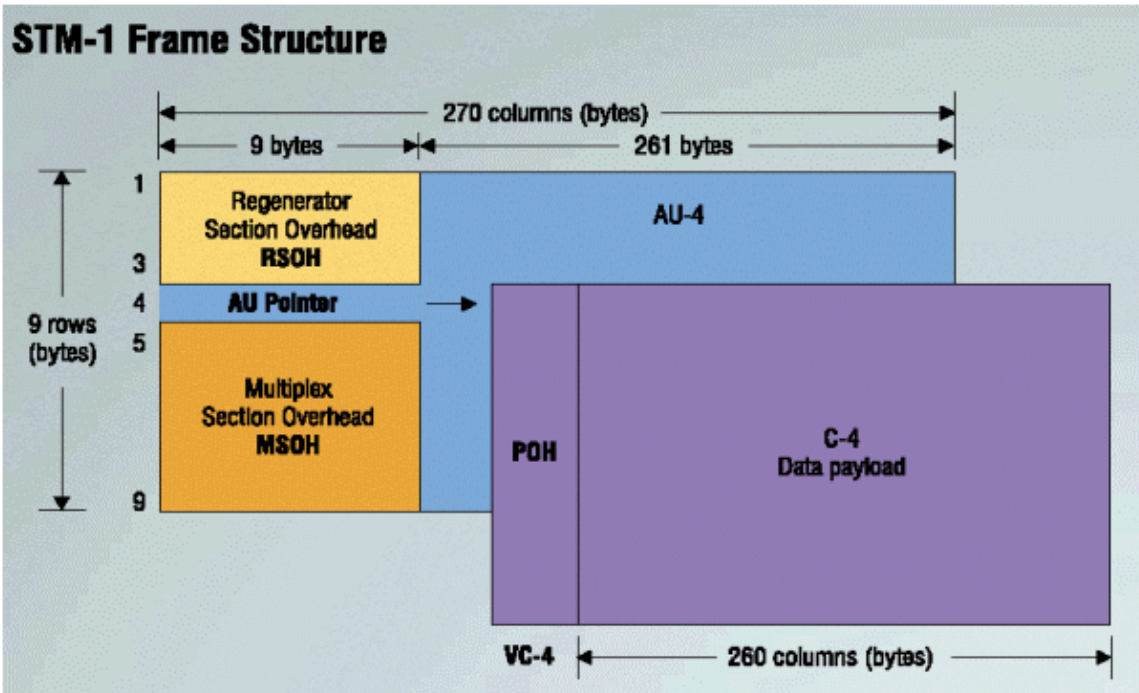 STM-1 Frame Structure
270 columns (bytes)
9 bytes
261 bytes
1
Regenerator
Section Overhead
RSOH
AU-4
3
4
AU Pointer
9 rows
(bytes)
5
Multiplex
Section Overhead
MSOH
POH
C-4
Data payload
9
VC-4
260 columns (bytes)